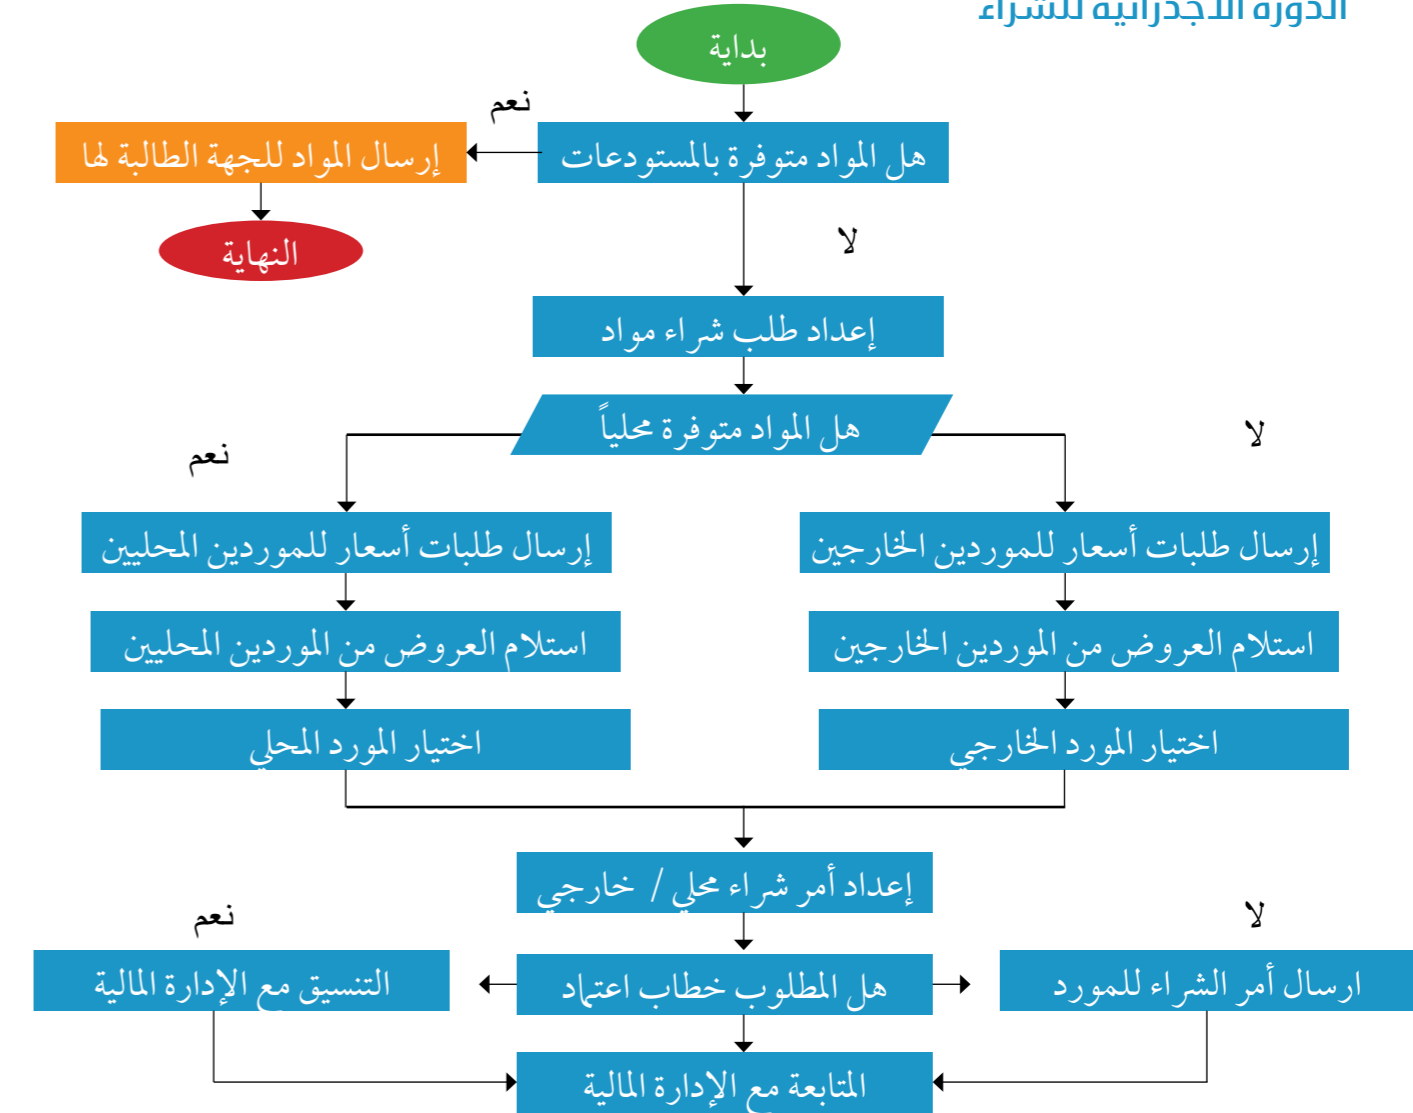 الدورة الاجدرائية للشراء
بداية
نعم
هل المواد متوفرة بالمستودعات
إرسال المواد للجهة الطالبة لها
النهاية
لا
إعداد طلب شراء مواد
هل المواد متوفرة محلياً
لا
نعم
إرسال طلبات أسعار للموردين الخارجين
إرسال طلبات أسعار للموردين المحليين
استلام العروض من الموردين الخارجين
استلام العروض من الموردين المحليين
اختيار المورد الخارجي
اختيار المورد المحلي
إعداد أمر شراء محلي / خارجي
لا
نعم
ارسال أمر الشراء للمورد
هل المطلوب خطاب اعتماد
التنسيق مع الإدارة المالية
المتابعة مع الإدارة المالية